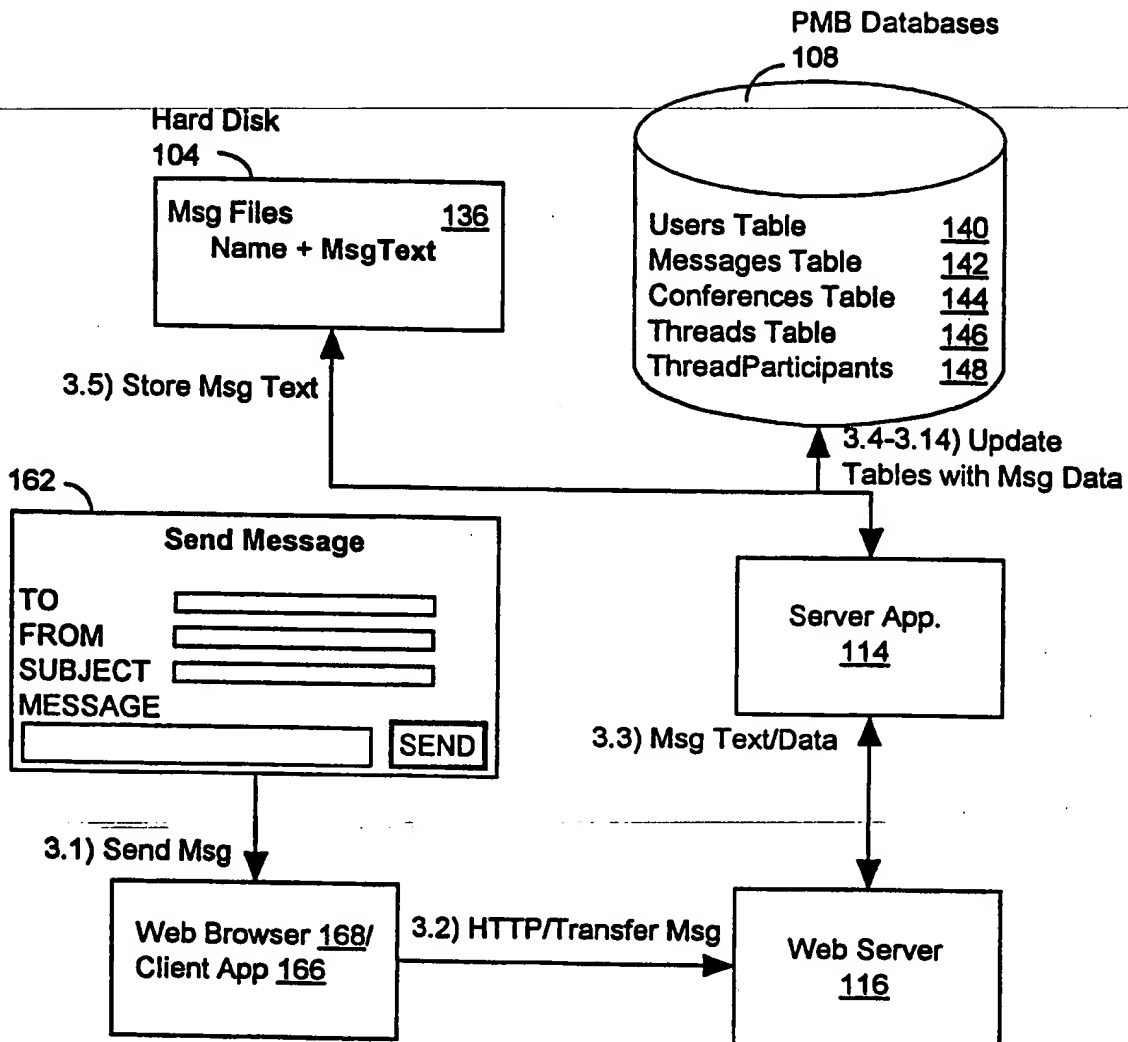 PMB Databases
108
Hard Disk
104
Msg Files 136
Name + MsgText
Users Table 140
Messages Table 142
Conferences Table 144
Threads Table 146
ThreadParticipants 148
3.5) Store Msg Text
3.4-3.14) Update
Tables with Msg Data
162
Send Message
TO
FROM
SUBJECT
MESSAGE
SEND
Server App.
114
3.3) Msg Text/Data
3.1) Send Msg
Web Browser 168/
Client App 166
3.2) HTTP/Transfer Msg
Web Server
116